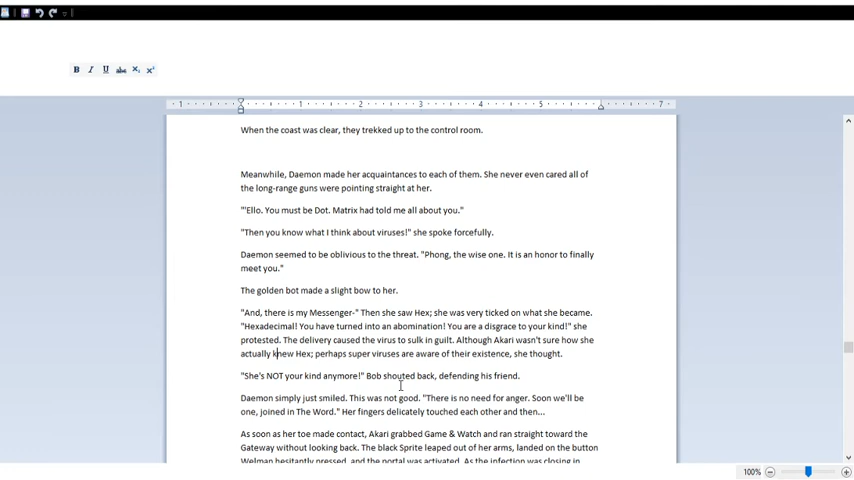 B I U abc X₂ X²
1 1 2 3 4 5 7
When the coast was clear, they trekked up to the control room.
Meanwhile, Daemon made her acquaintances to each of them. She never even cared all of
the long-range guns were pointing straight at her.
"'Ello. You must be Dot. Matrix had told me all about you."
"Then you know what I think about viruses!" she spoke forcefully.
Daemon seemed to be oblivious to the threat. "Phong, the wise one. It is an honor to finally
meet you."
The golden bot made a slight bow to her.
"And, there is my Messenger-" Then she saw Hex; she was very ticked on what she became.
"Hexadecimal! You have turned into an abomination! You are a disgrace to your kind!" she
protested. The delivery caused the virus to sulk in guilt. Although Akari wasn't sure how she
actually knew Hex; perhaps super viruses are aware of their existence, she thought.
"She's NOT your kind anymore!" Bob shouted back, defending his friend.
Daemon simply just smiled. This was not good. "There is no need for anger. Soon we'll be
one, joined in The Word." Her fingers delicately touched each other and then...
As soon as her toe made contact, Akari grabbed Game & Watch and ran straight toward the
Gateway without looking back. The black Sprite leaped out of her arms, landed on the button
Welman hesitantly pressed, and the portal was activated. As the infection was closing in
100%